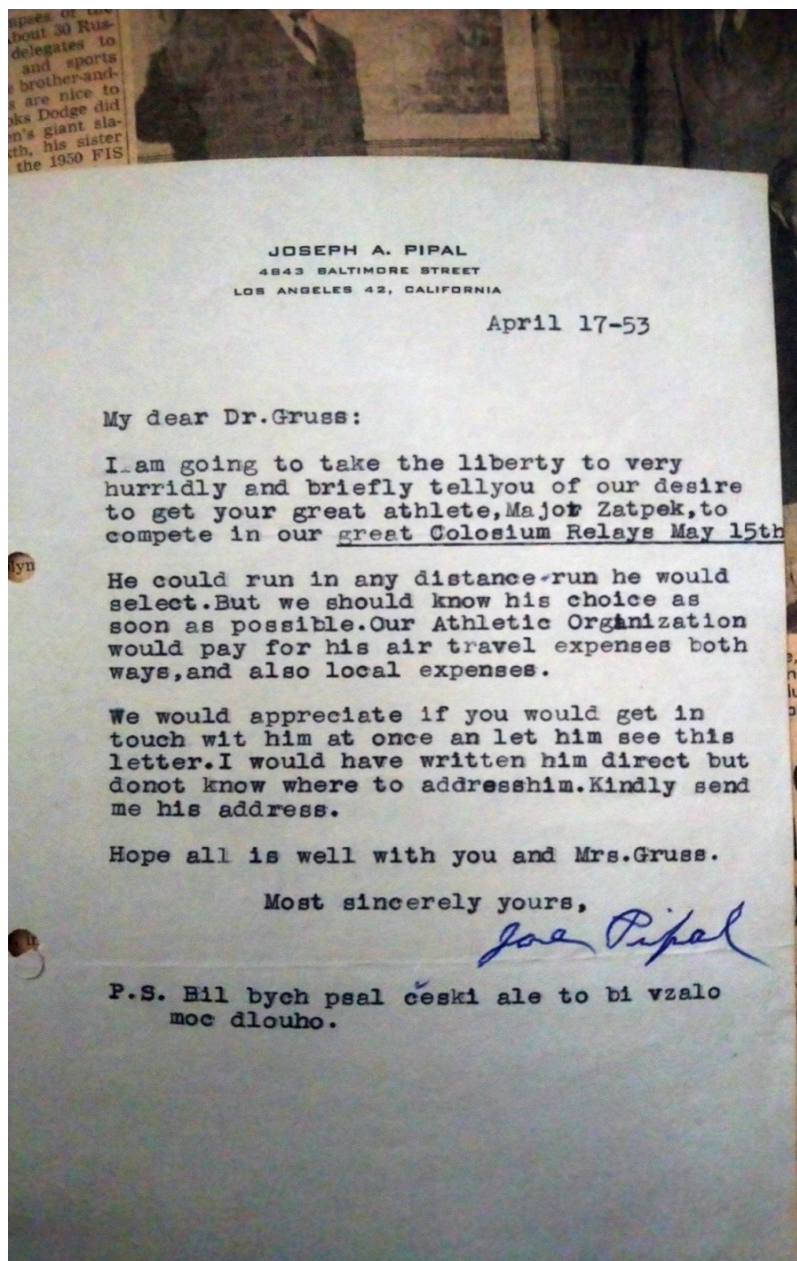 about 30 Rus-
delegates to
and sports
brother-and-
are nice to
oks Dodge did
n's giant sla-
th, his sister
the 1950 FIS
JOSEPH A. PIPAL
4843 BALTIMORE STREET
LOS ANGELES 42, CALIFORNIA
April 17-53
My dear Dr.Gruss:
I am going to take the liberty to very
hurridly and briefly tellyou of our desire
to get your great athlete,Major Zatpek,to
compete in our great Colosium Relays May 15th
He could run in any distance-run he would
select.But we should know his choice as
soon as possible.Our Athletic Organization
would pay for his air travel expenses both
ways,and also local expenses.
We would appreciate if you would get in
touch wit him at once an let him see this
letter.I would have written him direct but
donot know where to addresshim.Kindly send
me his address.
Hope all is well with you and Mrs.Gruss.
Most sincerely yours,
Joe Pipal
P.S. Bil bych psal česki ale to bi vzalo
moc dlouho.